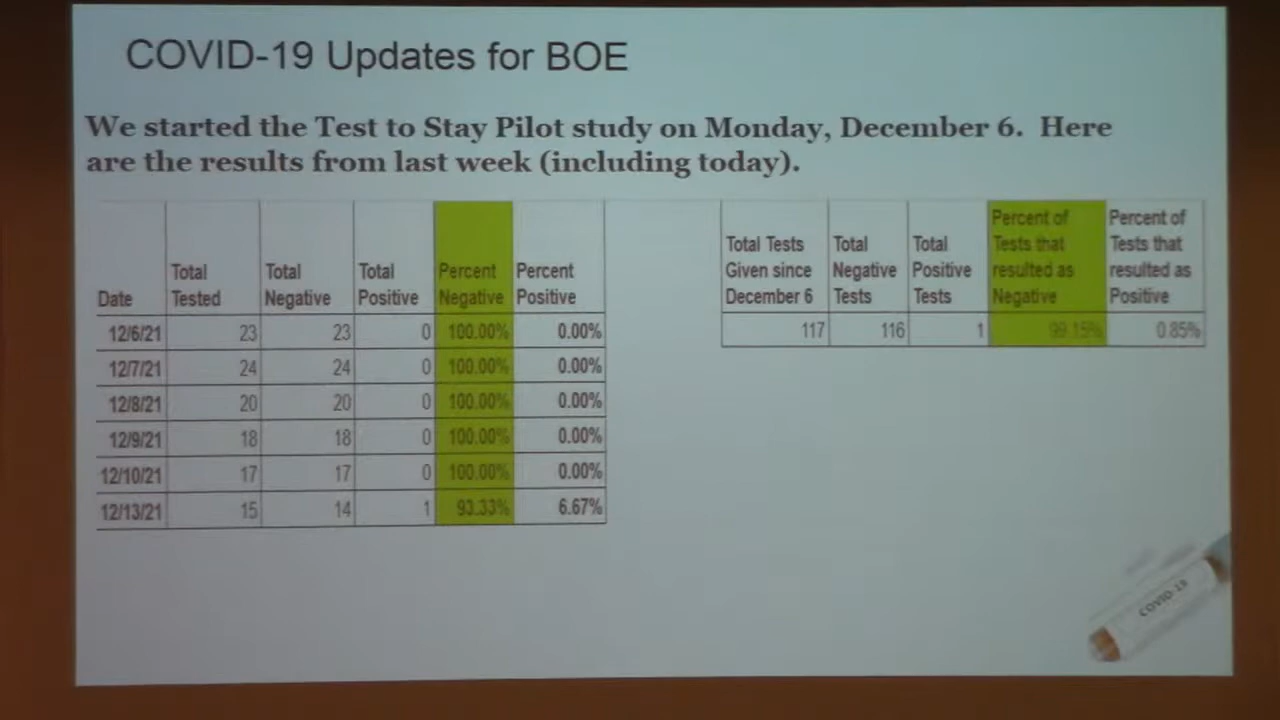 COVID-19 Updates for BOE
We started the Test to Stay Pilot study on Monday, December 6. Here
are the results from last week (including today).
Date Total Tested Total Negative Total Positive Percent Negative Percent Positive
12/6/21 23 23 0 100.00% 0.00%
12/7/21 24 24 0 100.00% 0.00%
12/8/21 20 20 0 100.00% 0.00%
12/9/21 18 18 0 100.00% 0.00%
12/10/21 17 17 0 100.00% 0.00%
12/13/21 15 14 1 93.33% 6.67%
Total Tests Given since December 6 Total Negative Tests Total Positive Tests Percent of Tests that resulted as Negative Percent of Tests that resulted as Positive
117 116 1 99.15% 0.85%
COVID-19